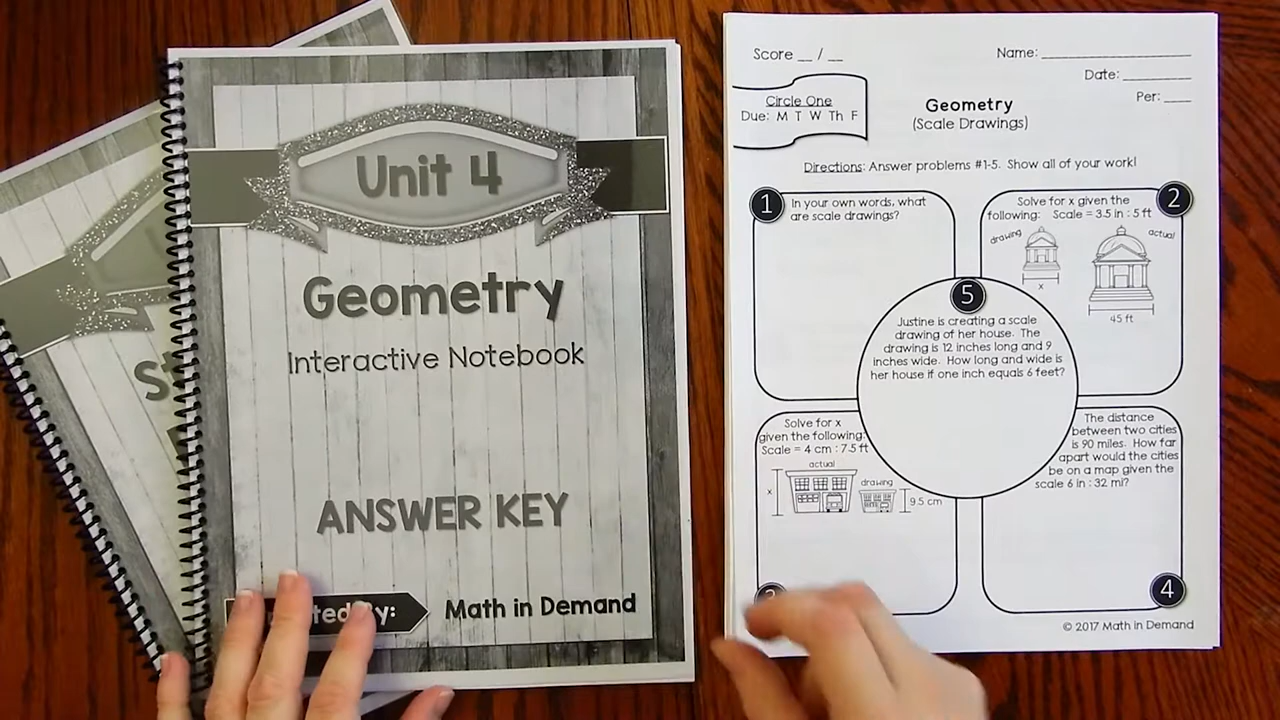 Unit 4
Geometry
Interactive Notebook
ANSWER KEY
By:
Math in Demand
St
Score __ / __
Name: ____________________
Date: _________
Per: ____
Circle One
Due: M T W Th F
Geometry
(Scale Drawings)
Directions: Answer problems #1-5. Show all of your work!
1
In your own words, what
are scale drawings?
2
Solve for x given the
following: Scale = 3.5 in : 5 ft
drawing
actual
x
45 ft
5
Justine is creating a scale
drawing of her house. The
drawing is 12 inches long and 9
inches wide. How long and wide is
her house if one inch equals 6 feet?
Solve for x
given the following:
Scale = 4 cm : 7.5 ft
actual
drawing
x
9.5 cm
The distance
between two cities
is 90 miles. How far
apart would the cities
be on a map given the
scale 6 in : 32 mi?
4
© 2017 Math in Demand